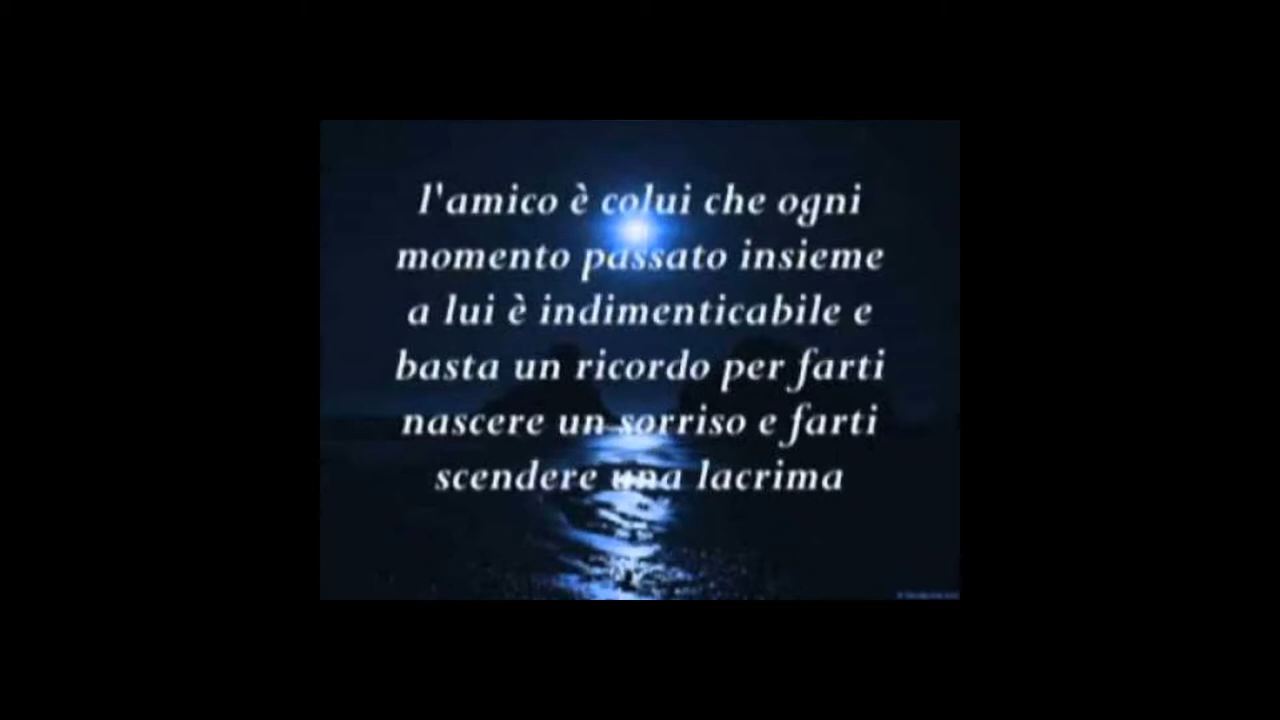 l'amico è colui che ogni
momento passato insieme
a lui è indimenticabile e
basta un ricordo per farti
nascere un sorriso e farti
scendere una lacrima